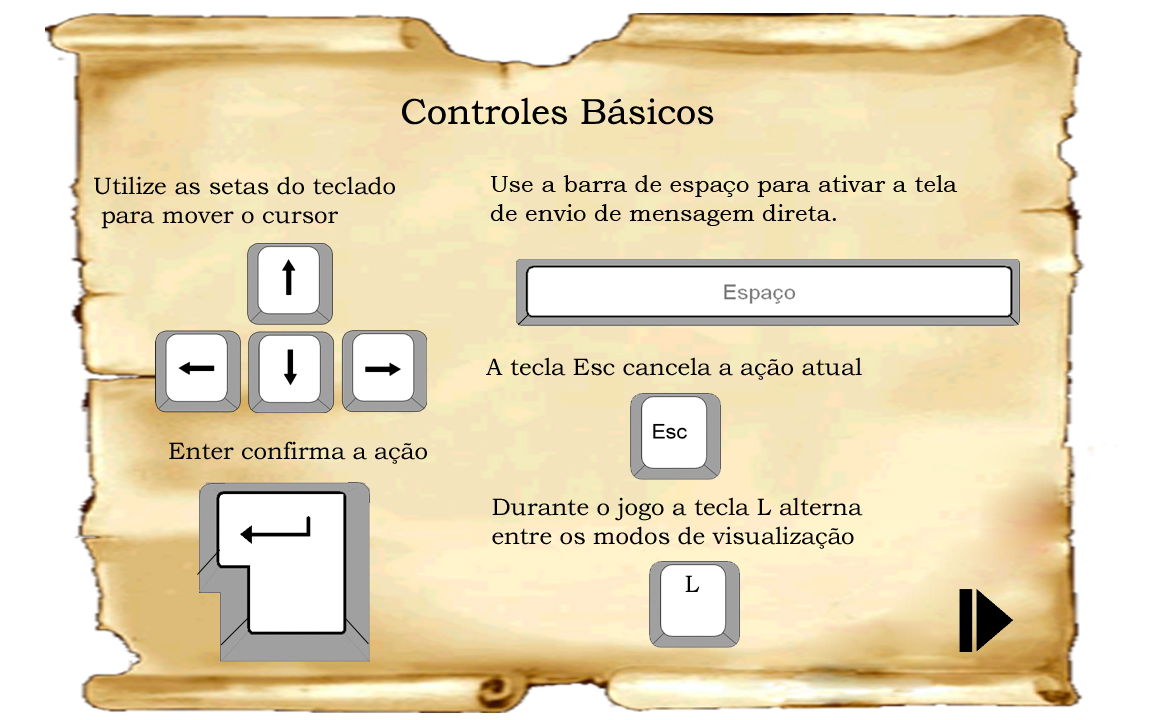 Controles Básicos
Utilize as setas do teclado
para mover o cursor
Enter confirma a ação
Use a barra de espaço para ativar a tela
de envio de mensagem direta.
Espaço
A tecla Esc cancela a ação atual
Esc
Durante o jogo a tecla L alterna
entre os modos de visualização
L